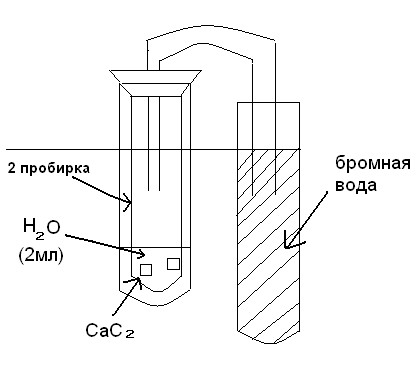 2 пробирка
H₂O
(2мл)
CaC₂
бромная
вода